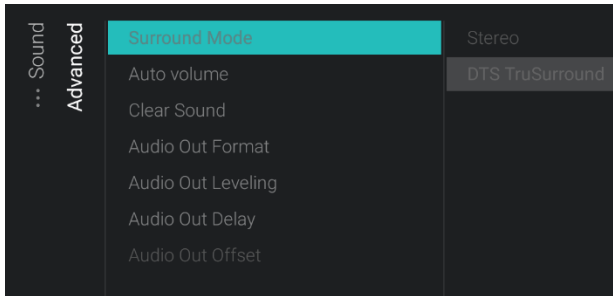 ... Sound
Advanced
Surround Mode
Auto volume
Clear Sound
Audio Out Format
Audio Out Leveling
Audio Out Delay
Audio Out Offset
Stereo
DTS TruSurround